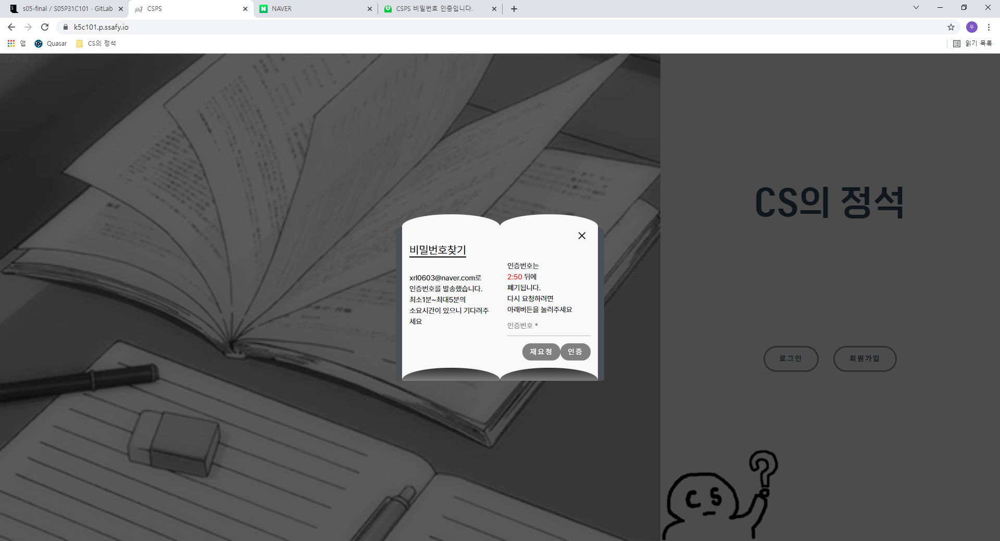 s05-final / S05P31C101 · GitLab
CSPS
NAVER
CSPS 비밀번호 인증입니다.
k5c101.p.ssafy.io
두
앱
Quasar
CS의 정석
읽기 목록
CS의 정석
비밀번호찾기
xrl0603@naver.com로
인증번호를 발송했습니다.
최소1분~최대5분의
소요시간이 있으니 기다려주
세요
인증번호는
2:50 뒤에
폐기됩니다.
다시 요청하려면
아래버튼을 눌러주세요
인증번호 *
재요청
인증
로그인
회원가입
CS